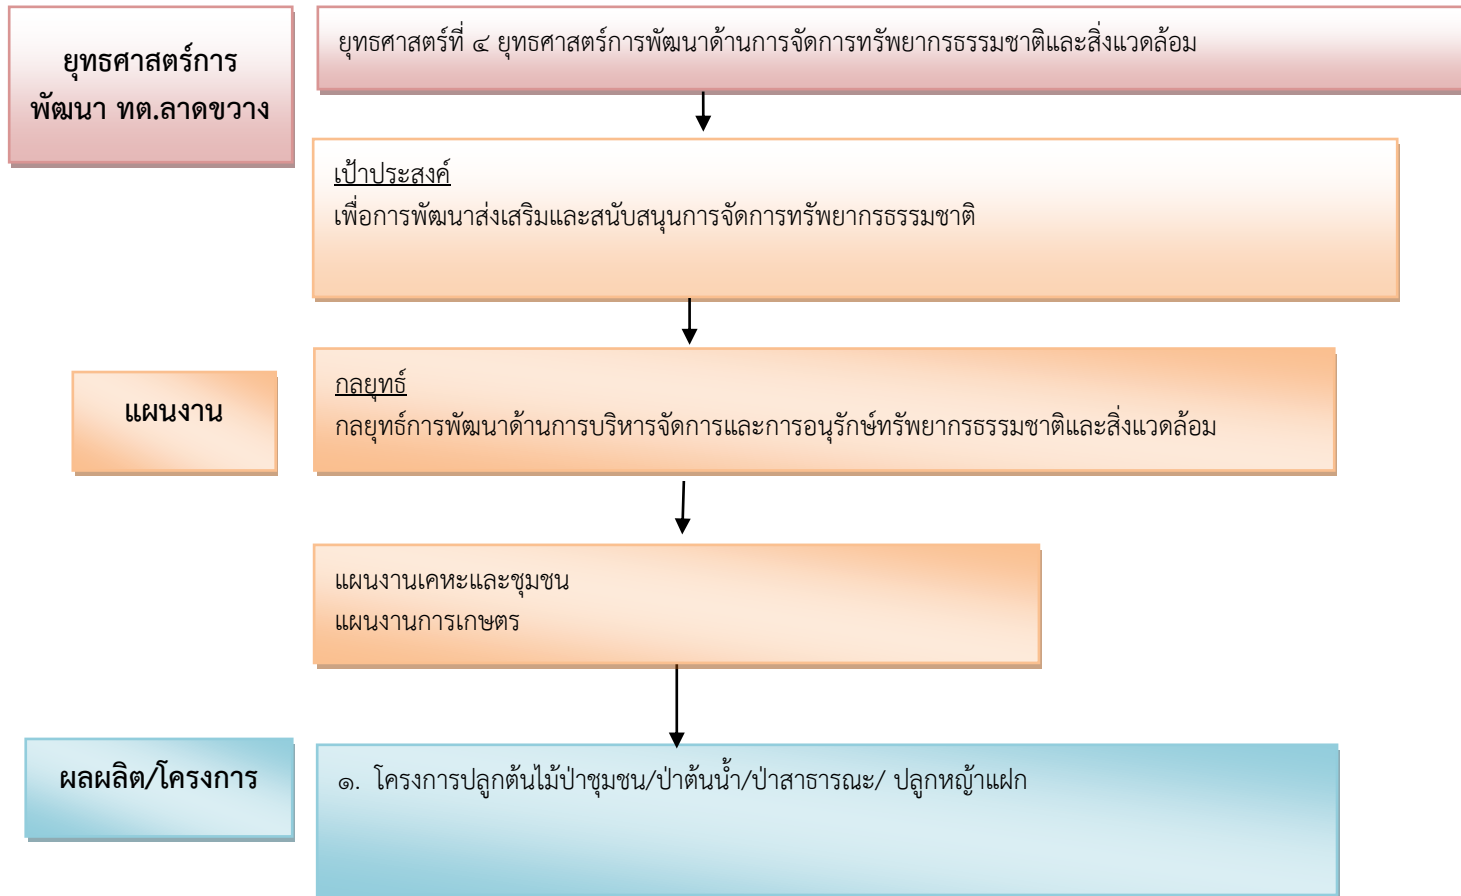 ยุทธศาสตร์การ
พัฒนา ทต.ลาดขวาง
ยุทธศาสตร์ที่ ๔ ยุทธศาสตร์การพัฒนาด้านการจัดการทรัพยากรธรรมชาติและสิ่งแวดล้อม
เป้าประสงค์
เพื่อการพัฒนาส่งเสริมและสนับสนุนการจัดการทรัพยากรธรรมชาติ
แผนงาน
กลยุทธ์
กลยุทธ์การพัฒนาด้านการบริหารจัดการและการอนุรักษ์ทรัพยากรธรรมชาติและสิ่งแวดล้อม
แผนงานเคหะและชุมชน
แผนงานการเกษตร
ผลผลิต/โครงการ
๑. โครงการปลูกต้นไม้ป่าชุมชน/ป่าต้นน้ำ/ป่าสาธารณะ/ ปลูกหญ้าแฝก